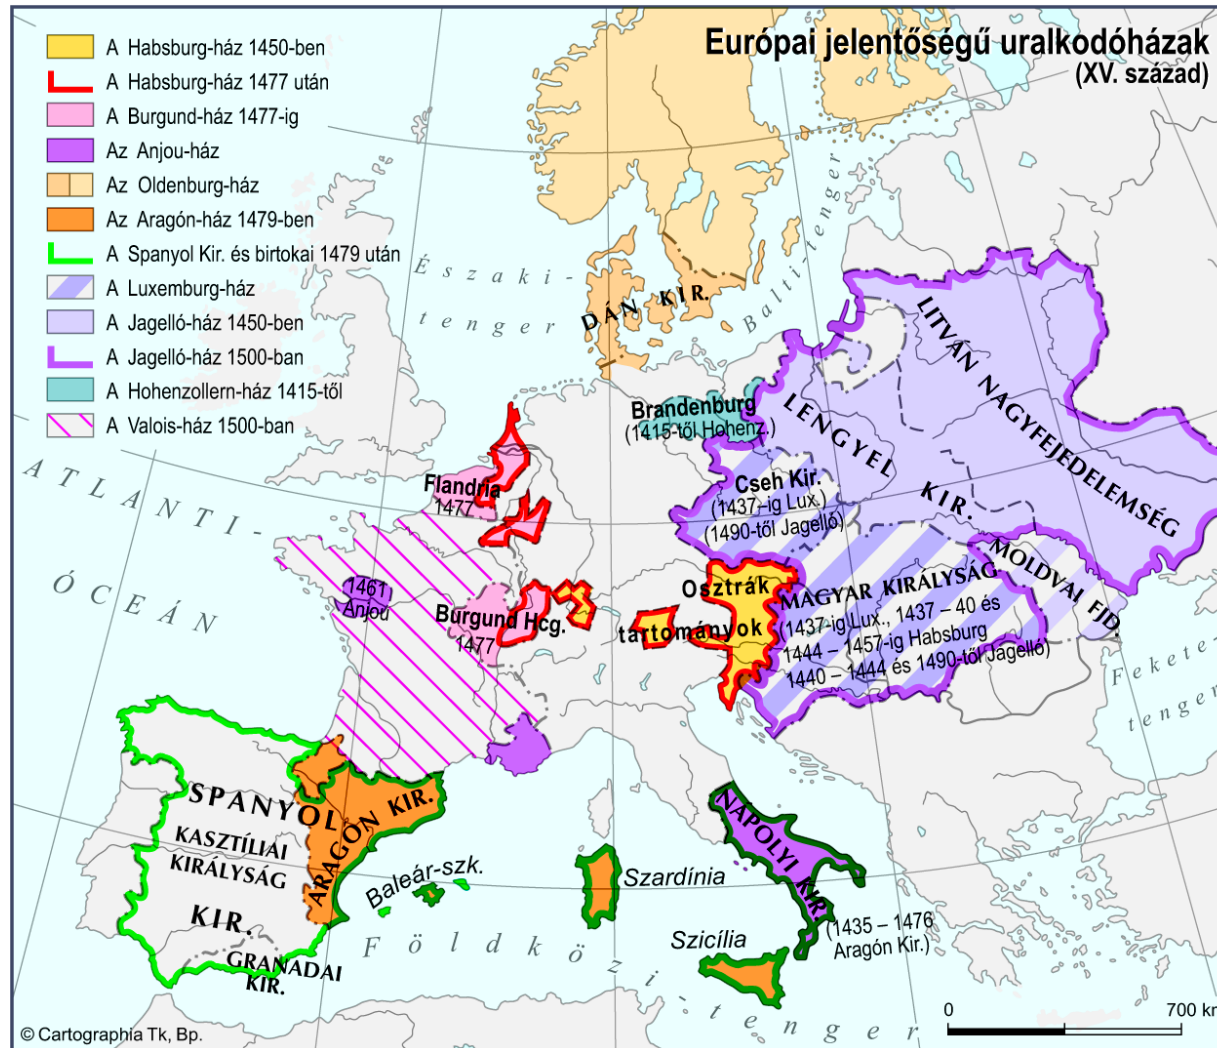 Európai jelentőségű uralkodóházak
(XV. század)
A Habsburg-ház 1450-ben
A Habsburg-ház 1477 után
A Burgund-ház 1477-ig
Az Anjou-ház
Az Oldenburg-ház
Az Aragón-ház 1479-ben
A Spanyol Kir. és birtokai 1479 után
A Luxemburg-ház
A Jagelló-ház 1450-ben
A Jagelló-ház 1500-ban
A Hohenzollern-ház 1415-től
A Valois-ház 1500-ban
Északi-
tenger
Balti-tenger
DÁN KIR.
LITVÁN NAGYFEJEDELEMSÉG
LENGYEL
KIR.
Brandenburg
(1415-től Hohenz.)
ATLANTI-
ÓCEÁN
Flandria
1477
Cseh Kir.
(1437–ig Lux.)
(1490-től Jagelló)
MOLDVAI FJD.
1461
Anjou
Burgund Hcg.
1477
Osztrák
tartományok
MAGYAR KIRÁLYSÁG
(1437-ig Lux., 1437 – 40 és
1444 – 1457-ig Habsburg
1440 – 1444 és 1490-től Jagelló)
Fekete-
tenger
SPANYOL
KASZTÍLIAI
KIRÁLYSÁG
KIR.
ARAGÓN KIR.
GRANADAI
KIR.
Baleár-szk.
Szardínia
NÁPOLYI KIR.
(1435 – 1476
Aragón Kir.)
Szicília
Földközi-tenger
0 700 km
© Cartographia Tk, Bp.